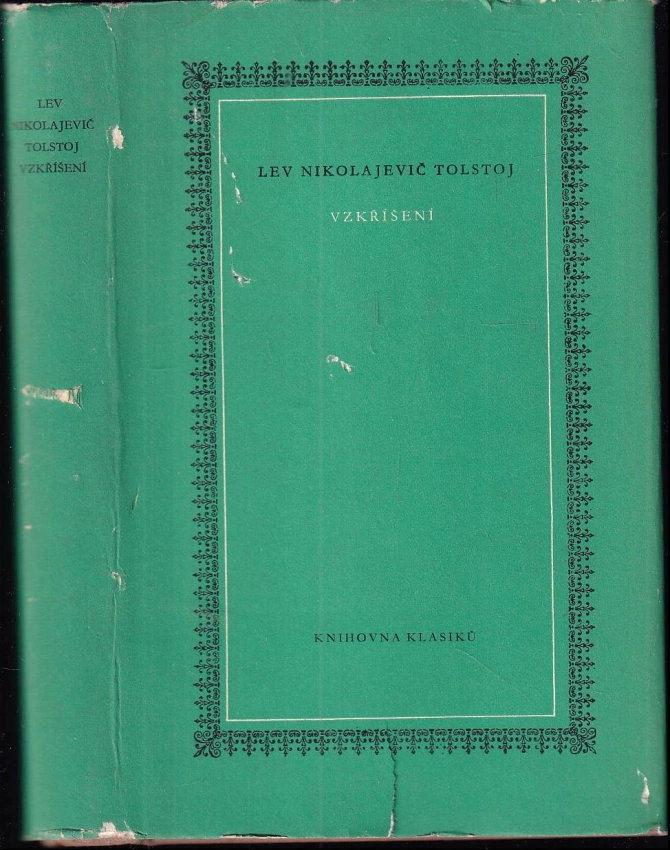 LEV
NIKOLAJEVIČ
TOLSTOJ
VZKŘÍŠENÍ
LEV NIKOLAJEVIČ TOLSTOJ
VZKŘÍŠENÍ
KNIHOVNA KLASIKŮ